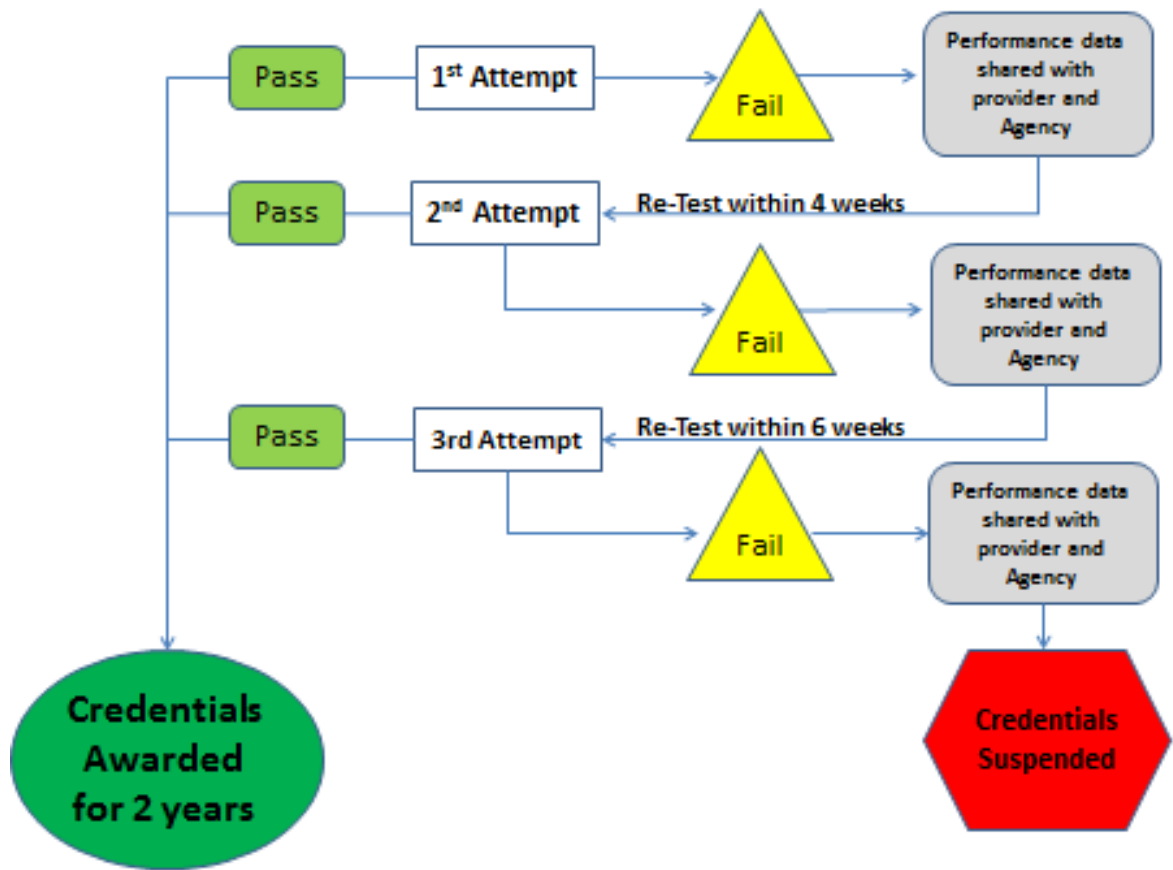 Pass
1st Attempt
Fail
Performance data
shared with
provider and
Agency
Pass
2nd Attempt
Re-Test within 4 weeks
Fail
Performance data
shared with
provider and
Agency
Pass
3rd Attempt
Re-Test within 6 weeks
Fail
Performance data
shared with
provider and
Agency
Credentials
Awarded
for 2 years
Credentials
Suspended